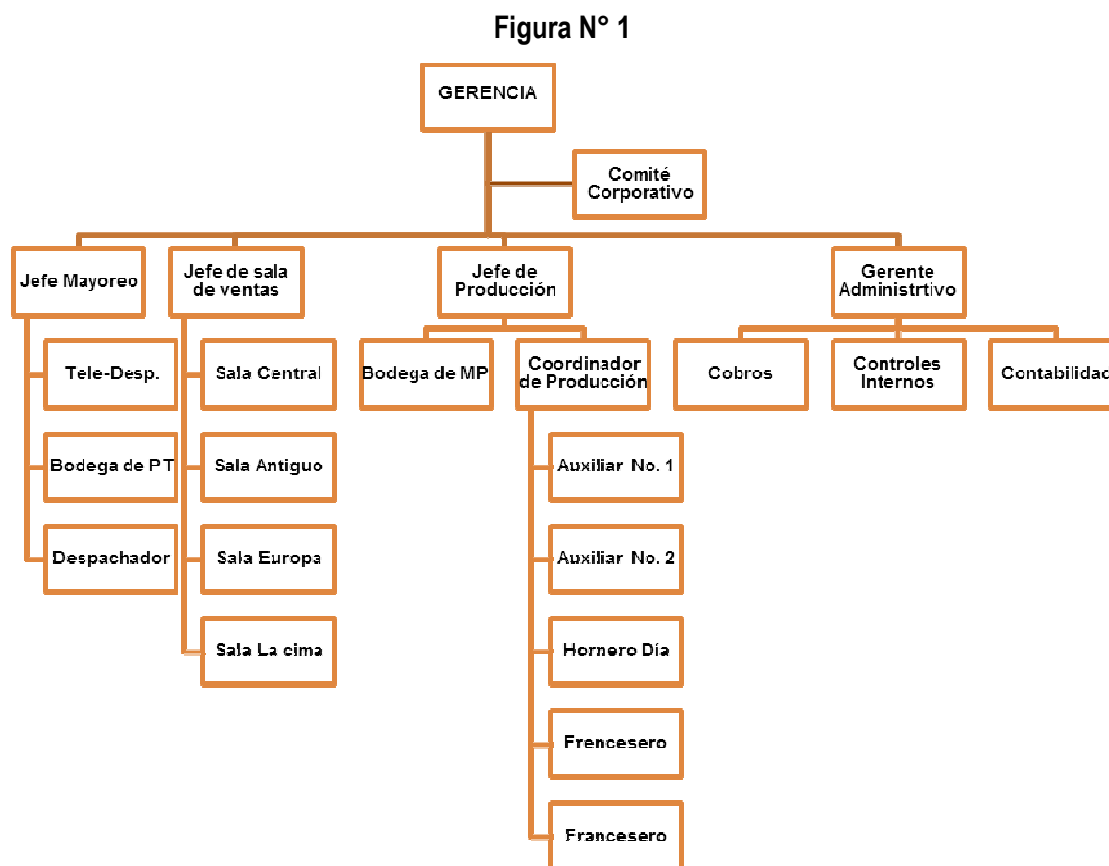 Figura N° 1
GERENCIA
Comité
Corporativo
Jefe Mayoreo
Jefe de sala
de ventas
Jefe de
Producción
Gerente
Administrtivo
Tele-Desp.
Sala Central
Bodega de MP
Coordinador
de Producción
Cobros
Controles
Internos
Contabilidad
Bodega de PT
Sala Antiguo
Auxiliar No. 1
Despachador
Sala Europa
Auxiliar No. 2
Sala La cima
Hornero Día
Frencesero
Francesero